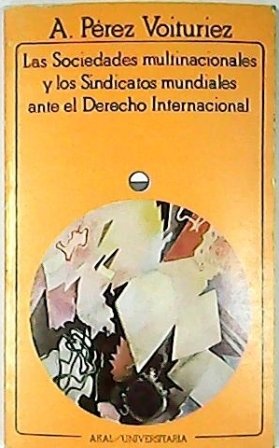 A. Pérez Voituriez
Las Sociedades multinacionales
y los Sindicatos mundiales
ante el Derecho Internacional
AKAL/UNIVERSITARIA